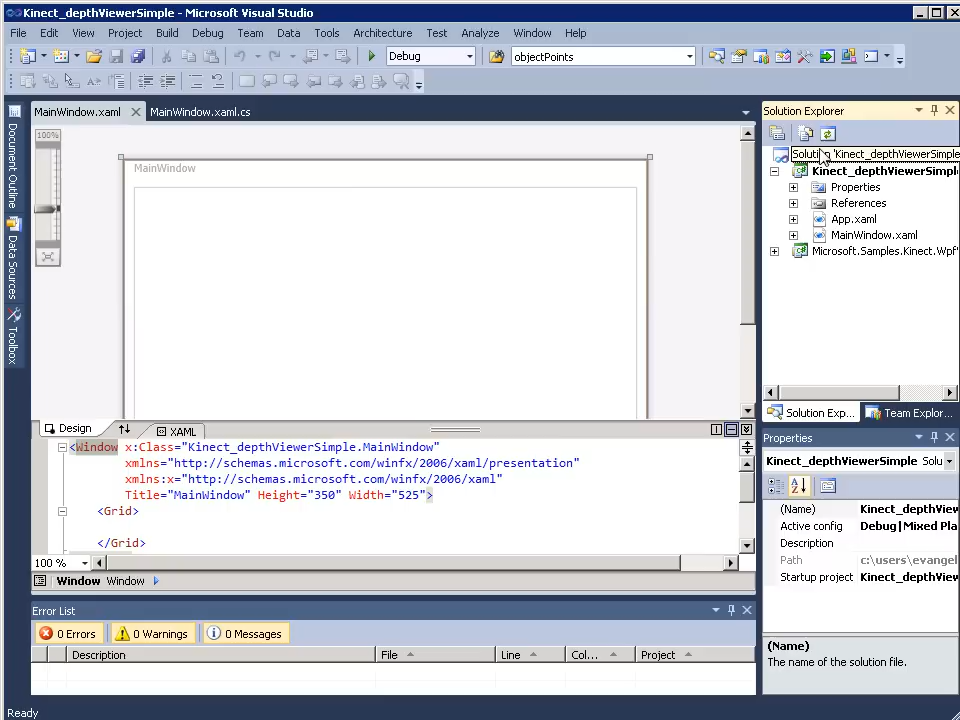 Kinect_depthViewerSimple - Microsoft Visual Studio
File Edit View Project Build Debug Team Data Tools Architecture Test Analyze Window Help
Debug objectPoints
Document Outline
Data Sources
Toolbox
MainWindow.xaml MainWindow.xaml.cs
100%
MainWindow
Design XAML
<Window x:Class="Kinect_depthViewerSimple.MainWindow"
xmlns="http://schemas.microsoft.com/winfx/2006/xaml/presentation"
xmlns:x="http://schemas.microsoft.com/winfx/2006/xaml"
Title="MainWindow" Height="350" Width="525">
<Grid>
</Grid>
100 %
Window Window
Error List
0 Errors 0 Warnings 0 Messages
Description File Line Col... Project
Solution Explorer
Solution 'Kinect_depthViewerSimple
Kinect_depthViewerSimpl
Properties
References
App.xaml
MainWindow.xaml
Microsoft.Samples.Kinect.Wpf
Solution Exp... Team Explor...
Properties
Kinect_depthViewerSimple Solu
(Name) Kinect_depthView
Active config Debug|Mixed Pla
Description
Path c:\users\evangel
Startup project Kinect_depthView
(Name)
The name of the solution file.
Ready